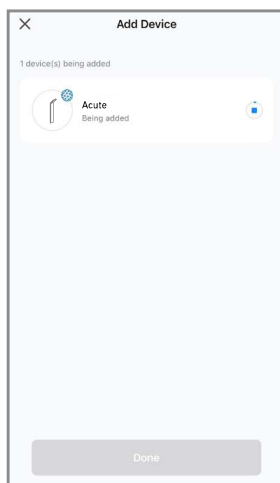 Add Device
1 device(s) being added
Acute
Being added
Done